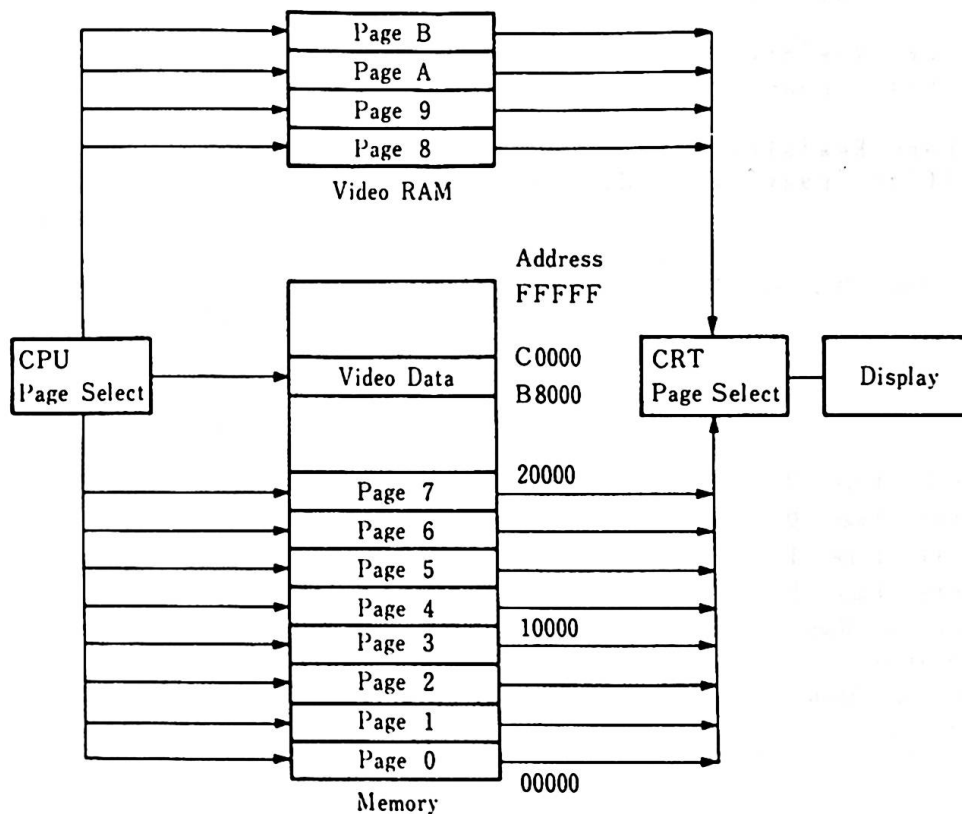 Page B
Page A
Page 9
Page 8
Video RAM
Address
FFFFF
CPU
Page Select
Video Data
C0000
B8000
CRT
Page Select
Display
Page 7
20000
Page 6
Page 5
Page 4
10000
Page 3
Page 2
Page 1
Page 0
00000
Memory